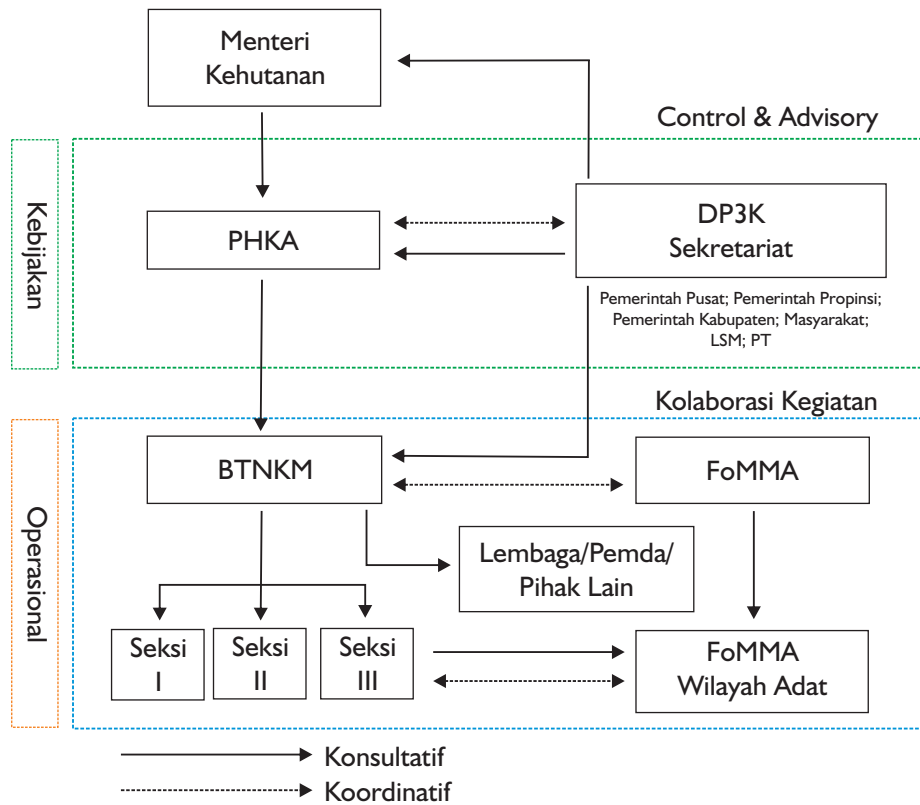 Menteri
Kehutanan
Control & Advisory
Kebijakan
PHKA
DP3K
Sekretariat
Pemerintah Pusat; Pemerintah Propinsi;
Pemerintah Kabupaten; Masyarakat;
LSM; PT
Kolaborasi Kegiatan
Operasional
BTNKM
FoMMA
Lembaga/Pemda/
Pihak Lain
Seksi
I
Seksi
II
Seksi
III
FoMMA
Wilayah Adat
Konsultatif
Koordinatif